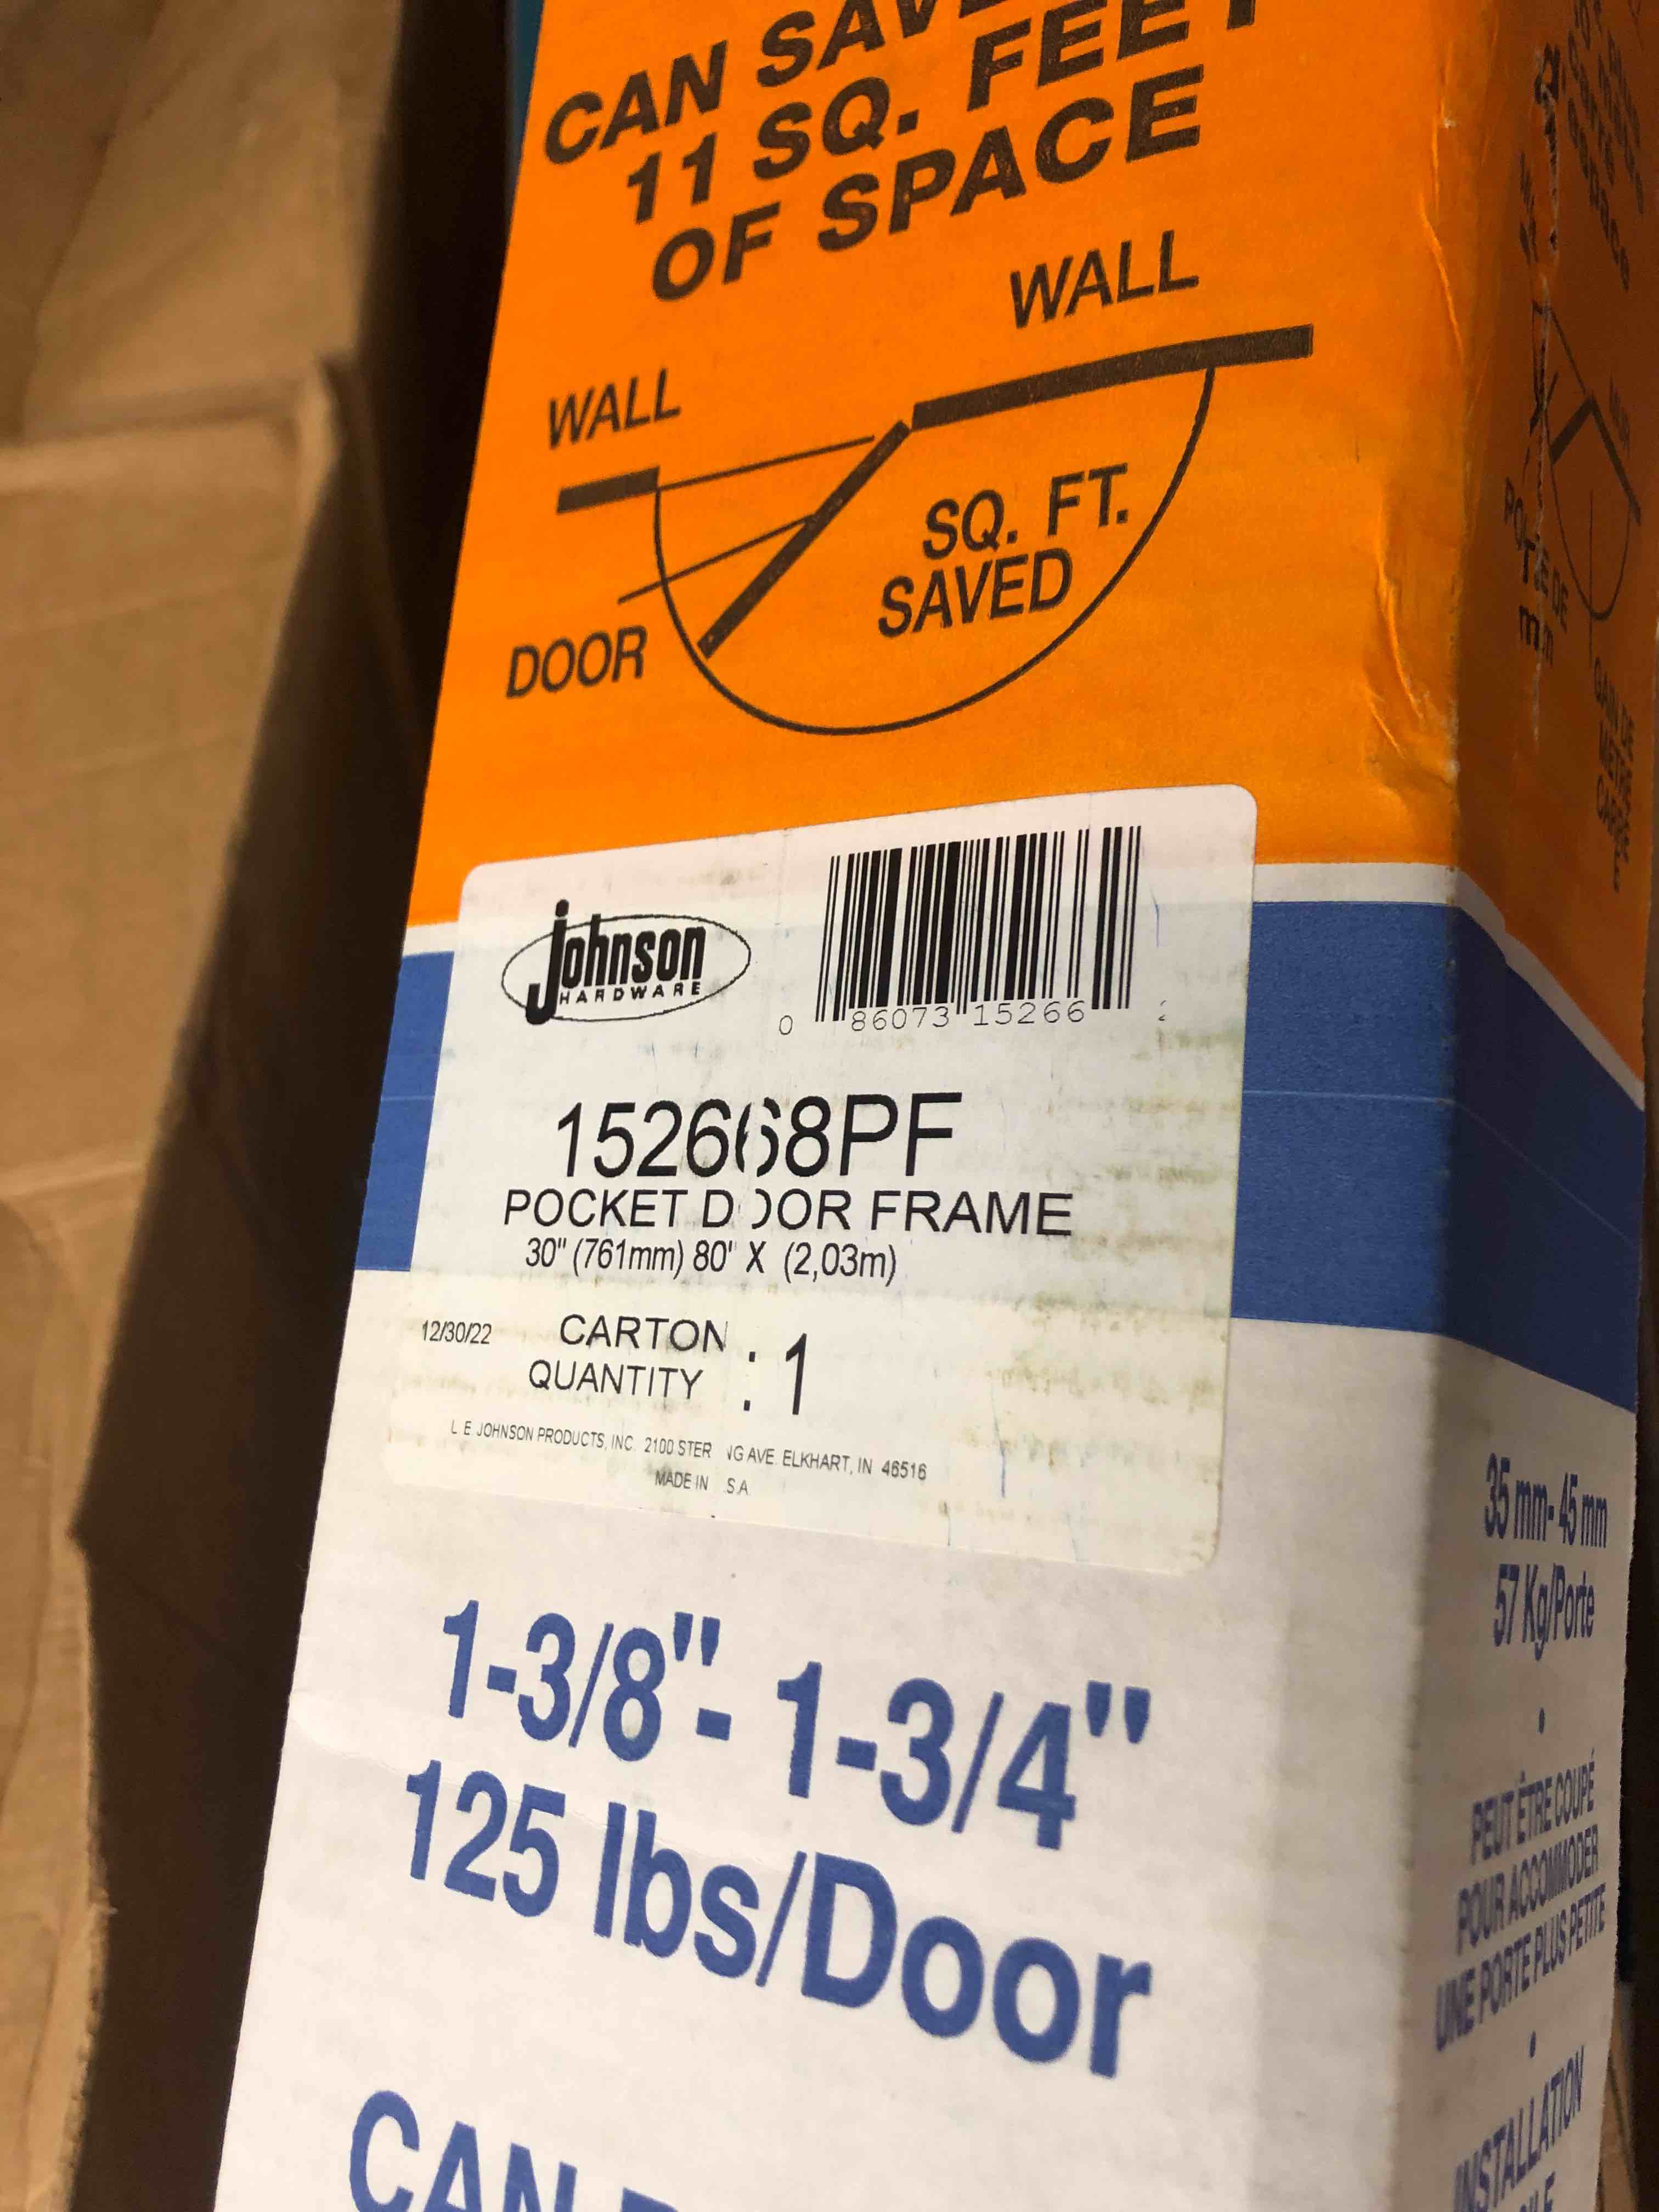 CAN SAVE
11 SQ. FEET
OF SPACE
WALL
WALL
SQ. FT.
SAVED
DOOR
Johnson
HARDWARE
0 86073 15266 2
152668PF
POCKET DOOR FRAME
30" (761mm) 80" X (2,03m)
12/30/22
CARTON
QUANTITY : 1
L. E. JOHNSON PRODUCTS, INC. 2100 STER NG AVE. ELKHART, IN 46516
MADE IN .S.A.
1-3/8"- 1-3/4"
125 lbs/Door
CAN
35 mm- 45 mm
57 Kg/Porte
•
PEUT ÊTRE COUPÉ
POUR ACCOMMODER
UNE PORTE PLUS PETITE
•
INSTALLATION